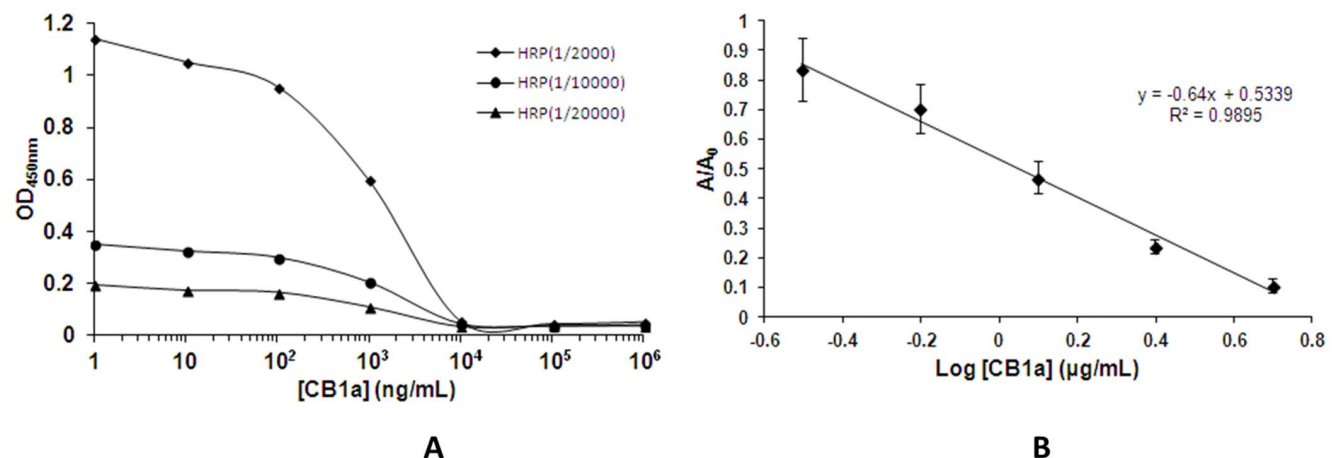 1.2
1
0.8
0.6
0.4
0.2
0
OD450nm
1 10 10² 10³ 10⁴ 10⁵ 10⁶
[CB1a] (ng/mL)
HRP(1/2000)
HRP(1/10000)
HRP(1/20000)
A
1
0.9
0.8
0.7
0.6
0.5
0.4
0.3
0.2
0.1
0
A/A₀
-0.6 -0.4 -0.2 0 0.2 0.4 0.6 0.8
Log [CB1a] (µg/mL)
y = -0.64x + 0.5339
R² = 0.9895
B